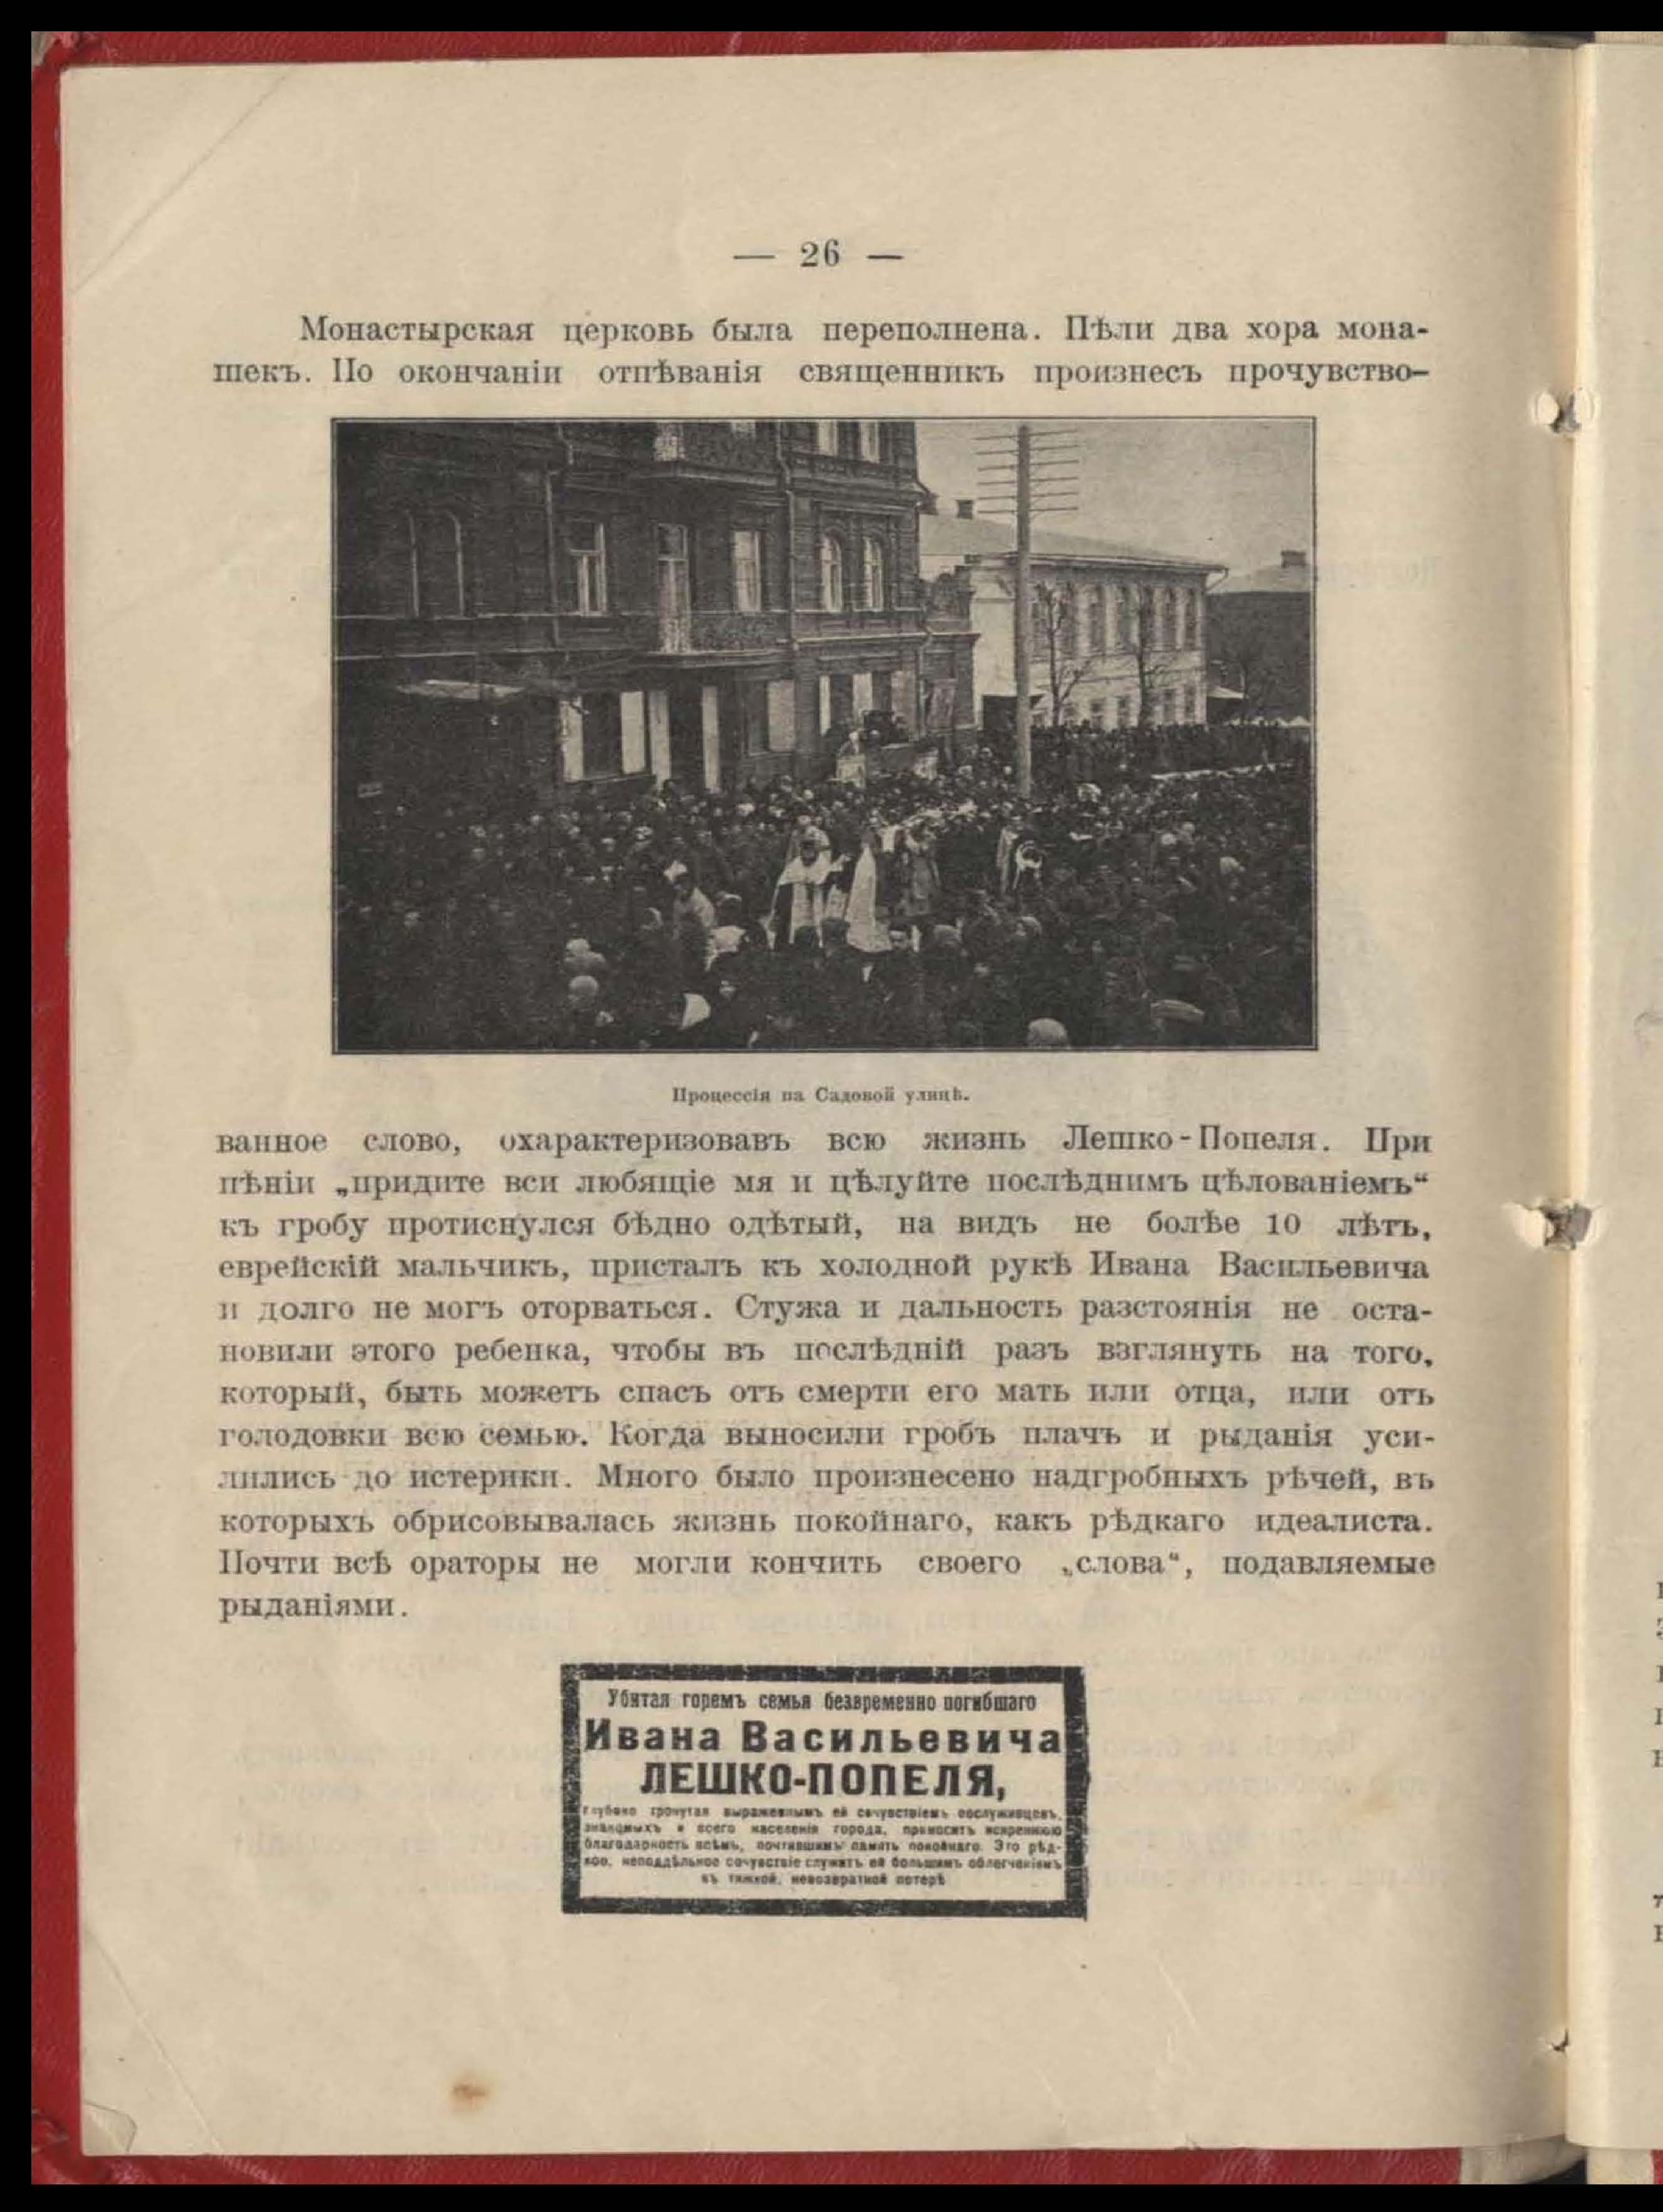 — 26 —
Монастырская церковь была переполнена. Пѣли два хора мона-
шекъ. По окончаніи отпѣванія священникъ произнесъ прочувство-
Процессія на Садовой улицѣ.
ванное слово, охарактеризовавъ всю жизнь Лешко-Попеля. При
пѣніи „придите вси любящіе мя и цѣлуйте послѣднимъ цѣлованіемъ“
къ гробу протиснулся бѣдно одѣтый, на видъ не болѣе 10 лѣтъ,
еврейскій мальчикъ, присталъ къ холодной рукѣ Ивана Васильевича
и долго не могъ оторваться. Стужа и дальность разстоянія не оста-
новили этого ребенка, чтобы въ послѣдній разъ взглянуть на того,
который, быть можетъ спасъ отъ смерти его мать или отца, или отъ
голодовки всю семью. Когда выносили гробъ плачъ и рыданія уси-
лились до истерики. Много было произнесено надгробныхъ рѣчей, въ
которыхъ обрисовывалась жизнь покойнаго, какъ рѣдкаго идеалиста.
Почти всѣ ораторы не могли кончить своего „слова“, подавляемые
рыданіями.
Убитая горемъ семья безвременно погибшаго
Ивана Васильевича
ЛЕШКО-ПОПЕЛЯ,
глубоко тронутая выраженнымъ ей сочувствіемъ сослуживцевъ,
знакомыхъ и всего населенія города, приноситъ искреннюю
благодарность всѣмъ, почтившимъ память покойнаго. Это рѣд-
кое, неподдѣльное сочувствіе служитъ ей большимъ облегченіемъ
въ тяжкой, невозвратной потерѣ